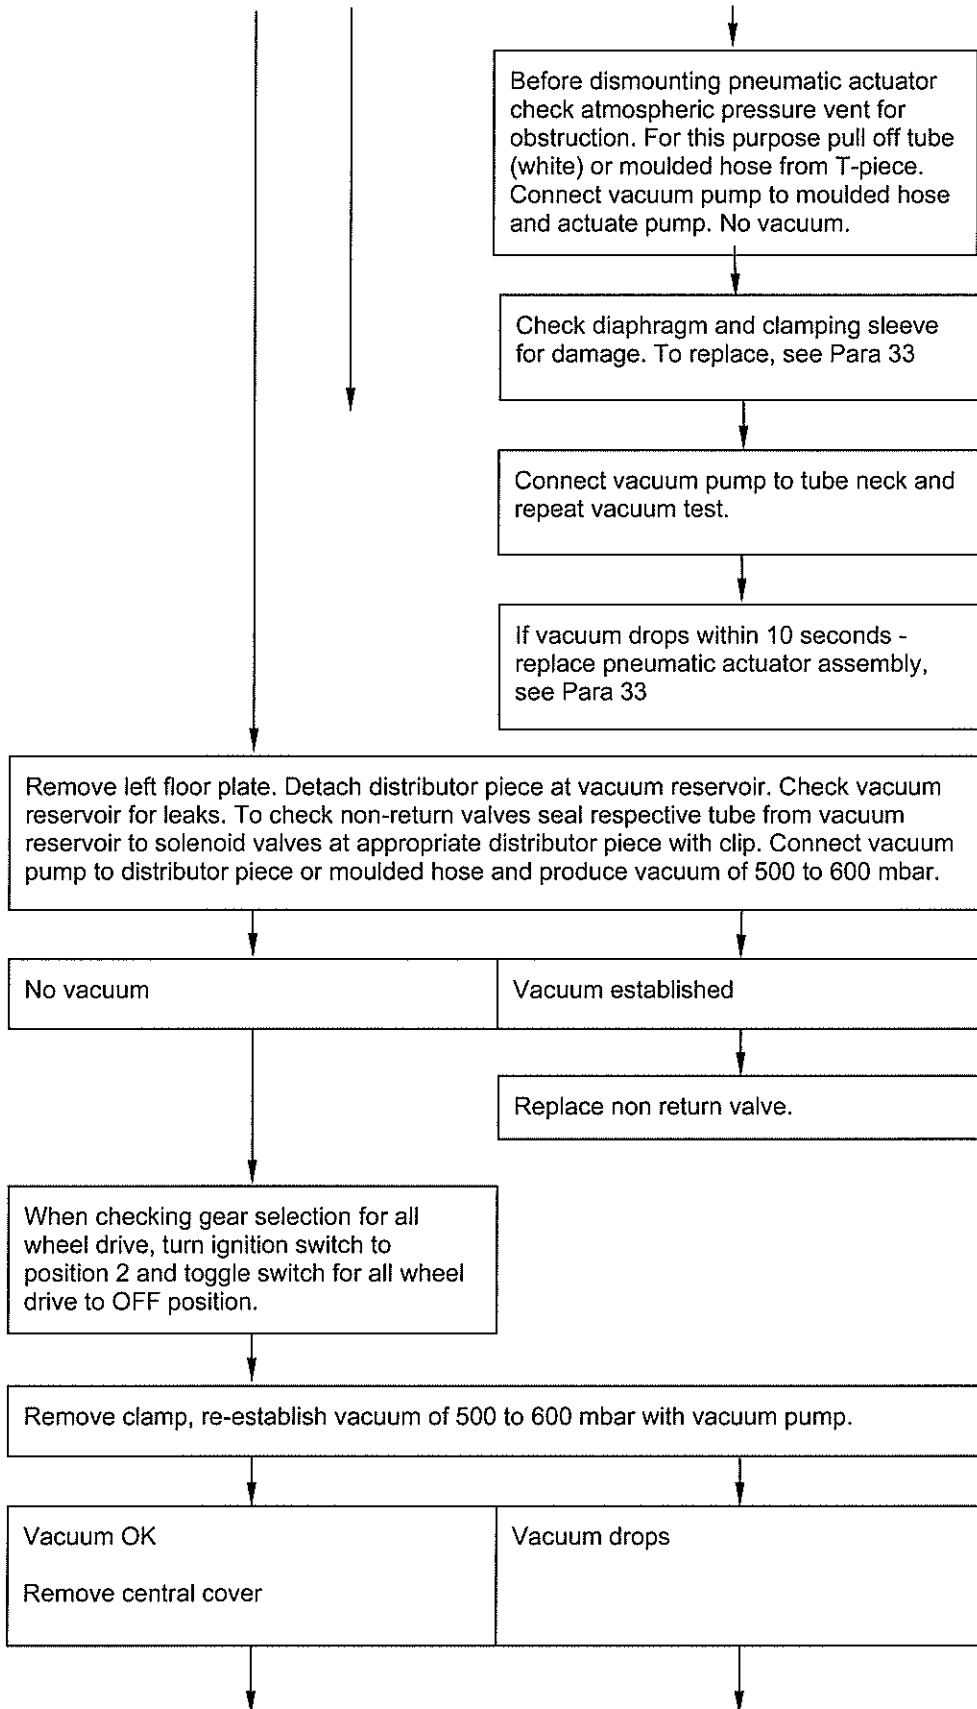 Before dismounting pneumatic actuator
check atmospheric pressure vent for
obstruction. For this purpose pull off tube
(white) or moulded hose from T-piece.
Connect vacuum pump to moulded hose
and actuate pump. No vacuum.
Check diaphragm and clamping sleeve
for damage. To replace, see Para 33
Connect vacuum pump to tube neck and
repeat vacuum test.
If vacuum drops within 10 seconds -
replace pneumatic actuator assembly,
see Para 33
Remove left floor plate. Detach distributor piece at vacuum reservoir. Check vacuum
reservoir for leaks. To check non-return valves seal respective tube from vacuum
reservoir to solenoid valves at appropriate distributor piece with clip. Connect vacuum
pump to distributor piece or moulded hose and produce vacuum of 500 to 600 mbar.
No vacuum
Vacuum established
Replace non return valve.
When checking gear selection for all
wheel drive, turn ignition switch to
position 2 and toggle switch for all wheel
drive to OFF position.
Remove clamp, re-establish vacuum of 500 to 600 mbar with vacuum pump.
Vacuum OK
Remove central cover
Vacuum drops